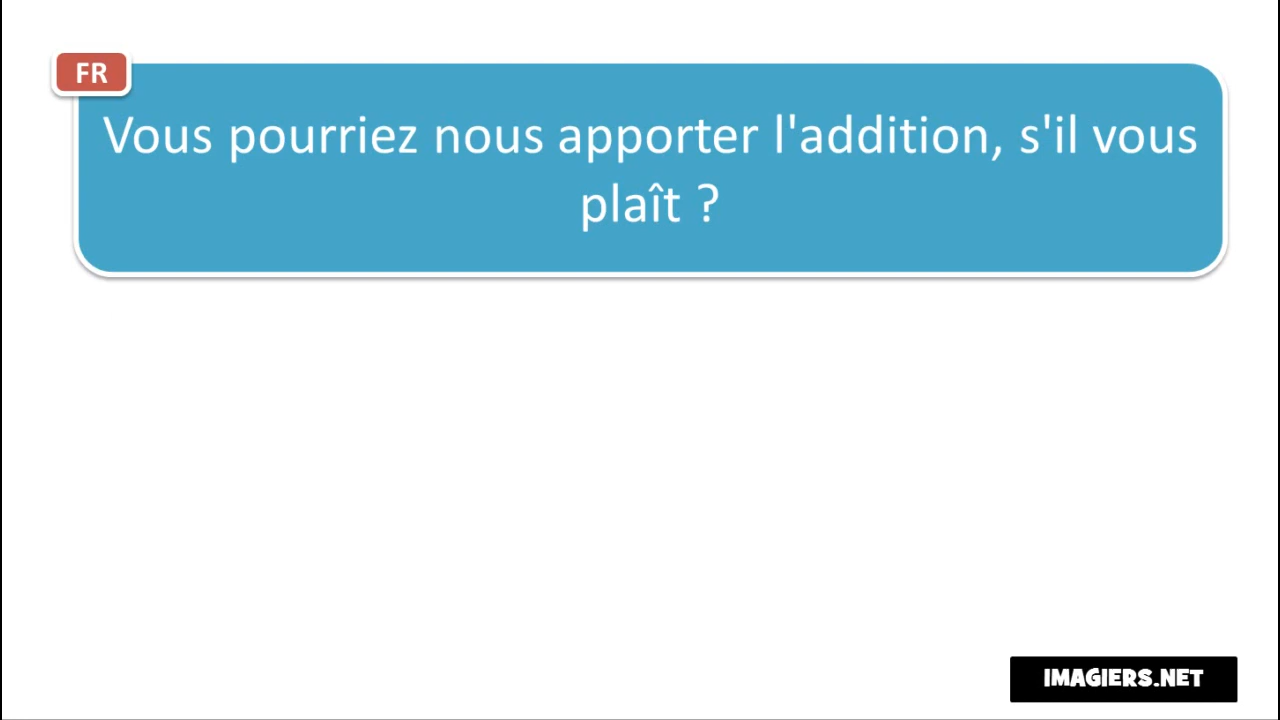 FR
Vous pourriez nous apporter l'addition, s'il vous
plaît ?
IMAGIERS.NET